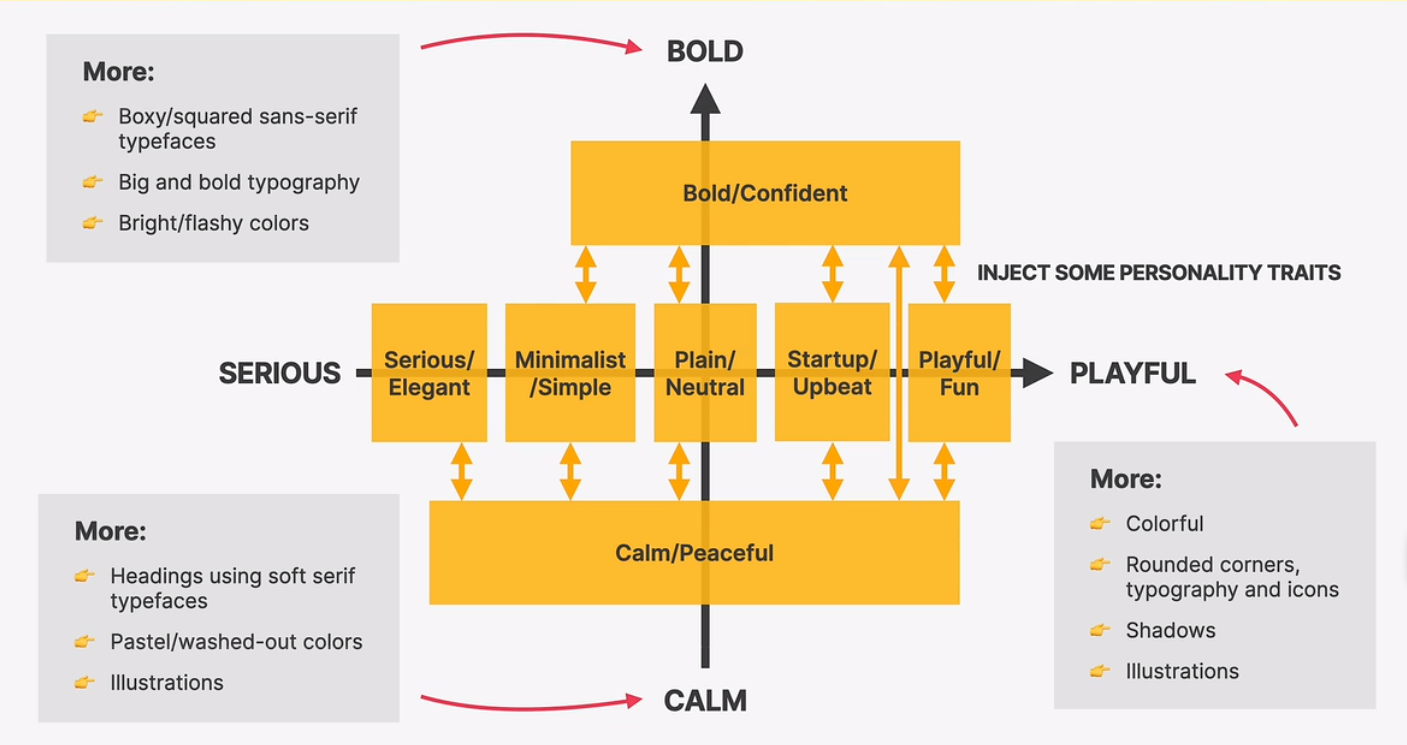 More:
Boxy/squared sans-serif
typefaces
Big and bold typography
Bright/flashy colors
BOLD
Bold/Confident
INJECT SOME PERSONALITY TRAITS
SERIOUS
Serious/
Elegant
Minimalist
/Simple
Plain/
Neutral
Startup/
Upbeat
Playful/
Fun
PLAYFUL
More:
Headings using soft serif
typefaces
Pastel/washed-out colors
Illustrations
Calm/Peaceful
CALM
More:
Colorful
Rounded corners,
typography and icons
Shadows
Illustrations